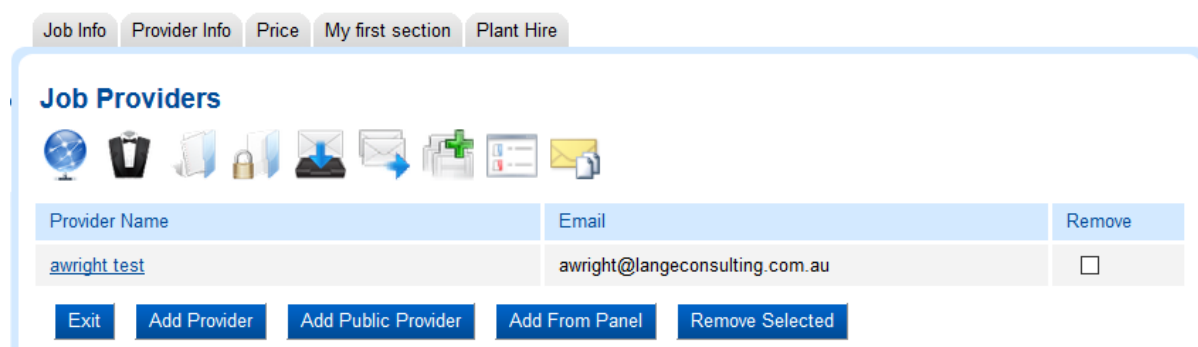 Job Info Provider Info Price My first section Plant Hire
Job Providers
Provider Name Email Remove
awright test awright@langeconsulting.com.au
Exit Add Provider Add Public Provider Add From Panel Remove Selected